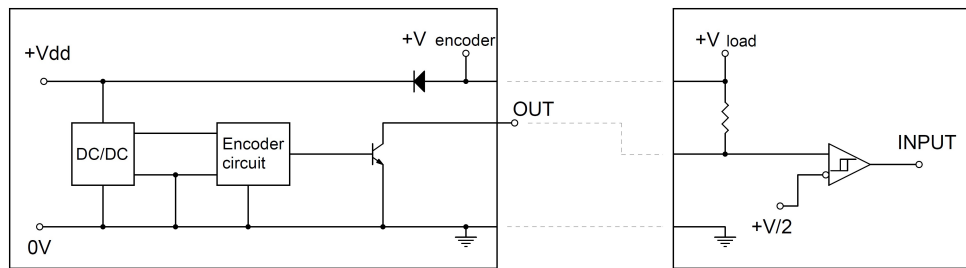 +Vdd
+V encoder
DC/DC
Encoder
circuit
OUT
0V
+V load
INPUT
+V/2